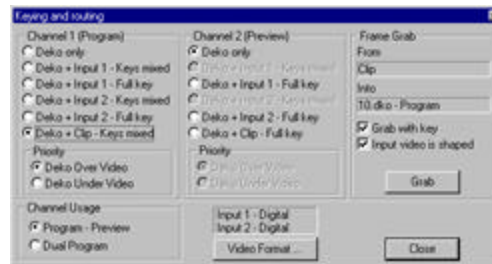 Keying and routing
Channel 1 (Program)
Deko only
Deko + Input 1 - Keys mixed
Deko + Input 1 - Full key
Deko + Input 2 - Keys mixed
Deko + Input 2 - Full key
Deko + Clip - Keys mixed
Priority
Deko Over Video
Deko Under Video
Channel 2 (Preview)
Deko only
Deko + Input 1 - Keys mixed
Deko + Input 1 - Full key
Deko + Input 2 - Keys mixed
Deko + Input 2 - Full key
Deko + Clip - Full key
Priority
Deko Over Video
Deko Under Video
Frame Grab
From
Clip
Into
10.dko - Program
Grab with key
Input video is shaped
Grab
Channel Usage
Program - Preview
Dual Program
Input 1 - Digital
Input 2 - Digital
Video Format ...
Close